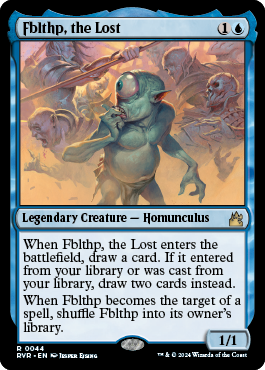 Fblthp, the Lost 1
Legendary Creature — Homunculus
When Fblthp, the Lost enters the
battlefield, draw a card. If it entered
from your library or was cast from
your library, draw two cards instead.
When Fblthp becomes the target of a
spell, shuffle Fblthp into its owner's
library.
1/1
R 0044
RVR • EN Jesper Ejsing ™ & © 2024 Wizards of the Coast